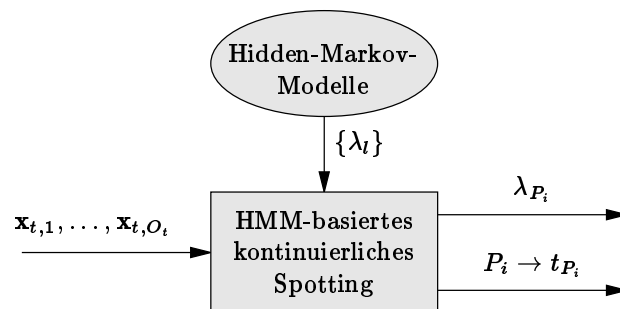 Hidden-Markov-
Modelle
{λ_l}
x_{t,1}, …, x_{t,O_t}
HMM-basiertes
kontinuierliches
Spotting
λ_{P_i}
P_i → t_{P_i}